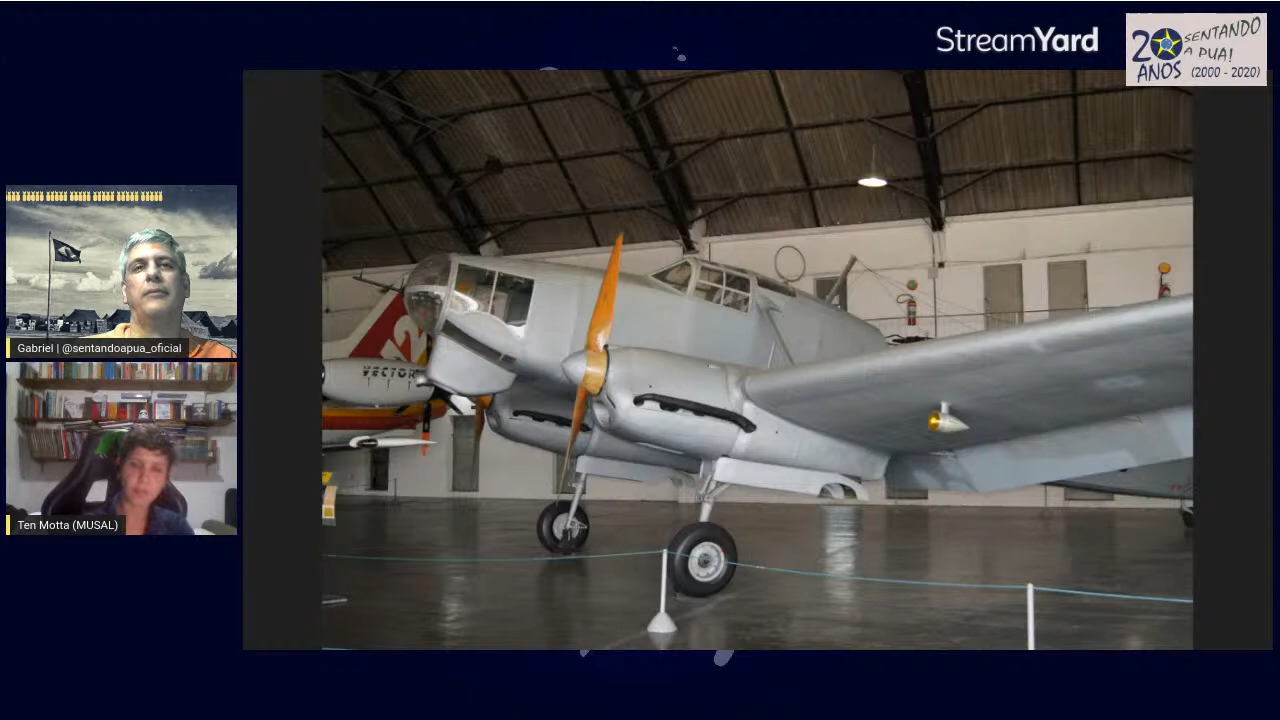 StreamYard
20
ANOS
SENTANDO
A PUA!
(2000 - 2020)
VECTOR
Gabriel | @sentandoapua_oficial
Ten Motta (MUSAL)